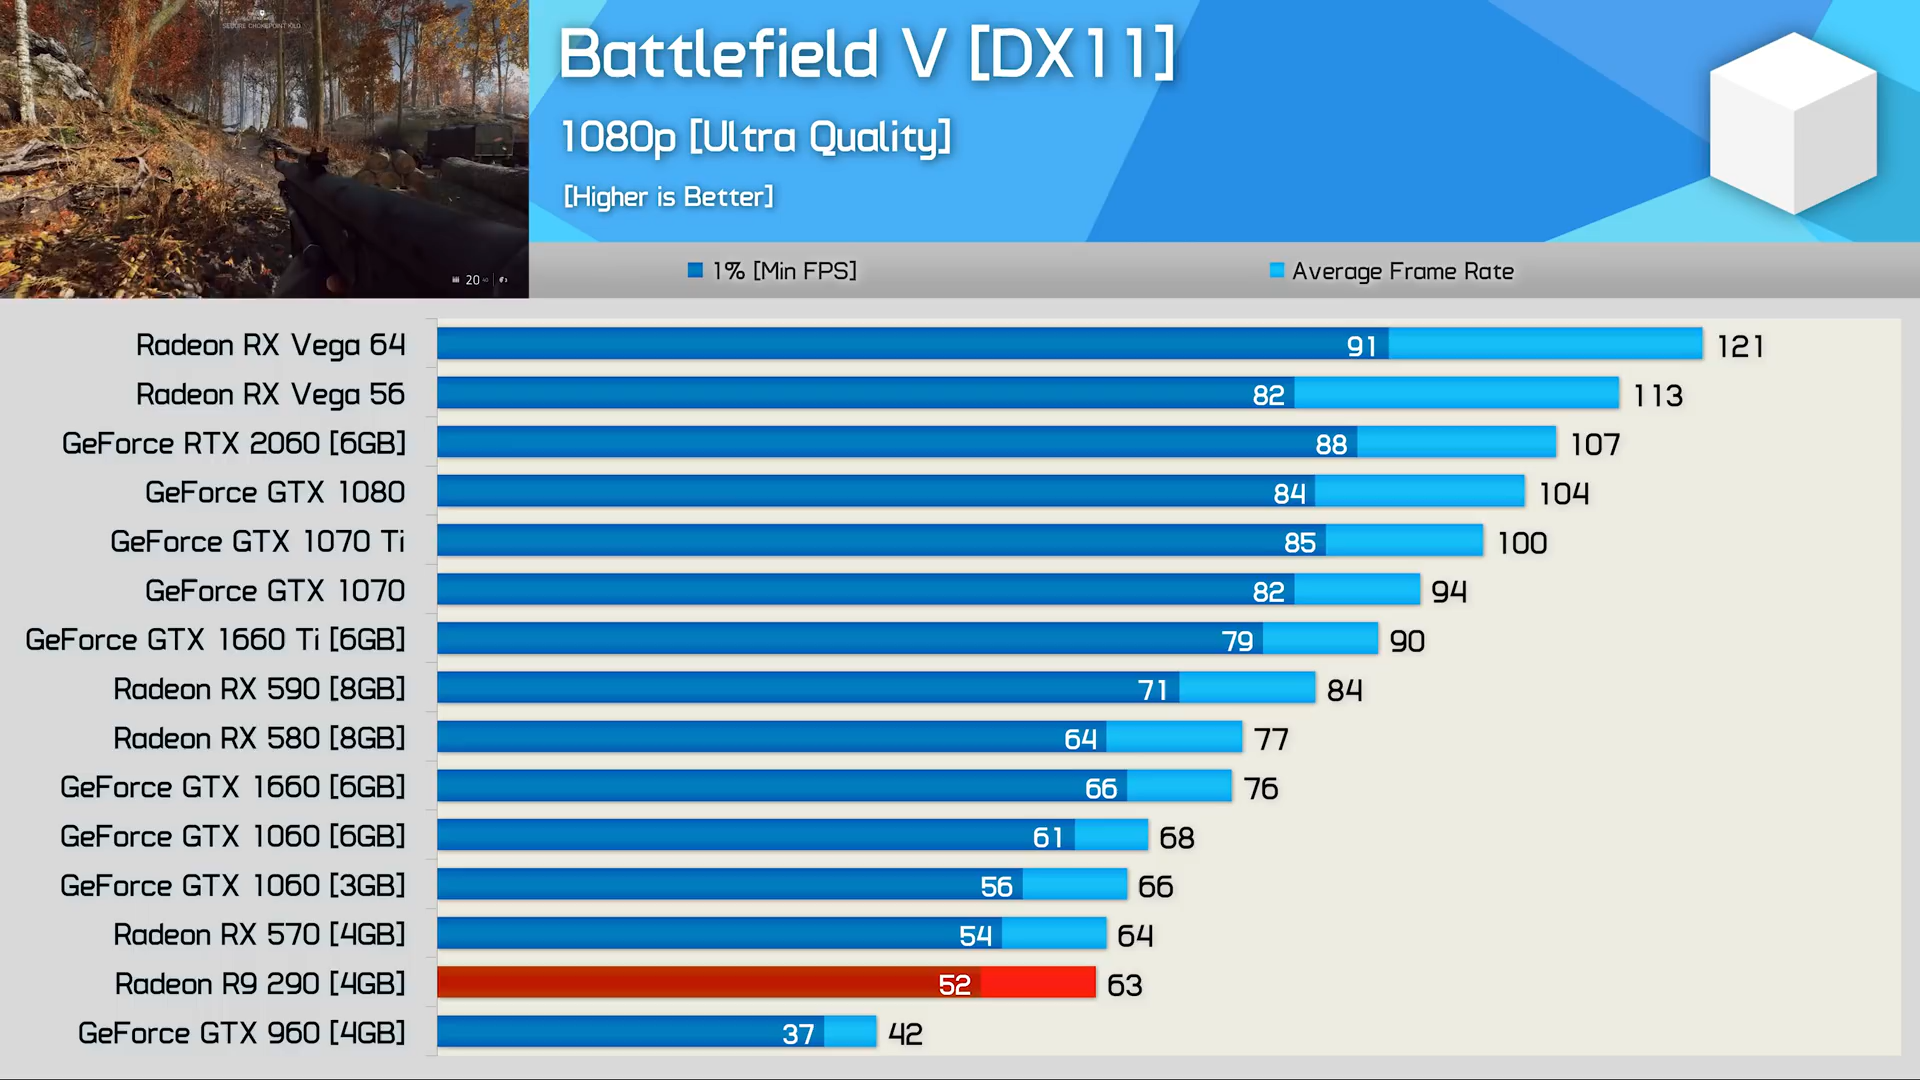 SECURE CHOKEPOINT KILO
20
Battlefield V [DX11]
1080p [Ultra Quality]
[Higher is Better]
1% [Min FPS]
Average Frame Rate
Radeon RX Vega 64 91 121
Radeon RX Vega 56 82 113
GeForce RTX 2060 [6GB] 88 107
GeForce GTX 1080 84 104
GeForce GTX 1070 Ti 85 100
GeForce GTX 1070 82 94
GeForce GTX 1660 Ti [6GB] 79 90
Radeon RX 590 [8GB] 71 84
Radeon RX 580 [8GB] 64 77
GeForce GTX 1660 [6GB] 66 76
GeForce GTX 1060 [6GB] 61 68
GeForce GTX 1060 [3GB] 56 66
Radeon RX 570 [4GB] 54 64
Radeon R9 290 [4GB] 52 63
GeForce GTX 960 [4GB] 37 42